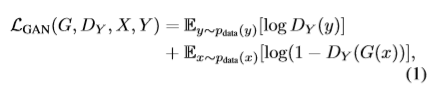 ℒ_GAN(G, D_Y, X, Y) = 𝔼_{y∼p_data(y)}[log D_Y(y)]
+ 𝔼_{x∼p_data(x)}[log(1 − D_Y(G(x))],
(1)